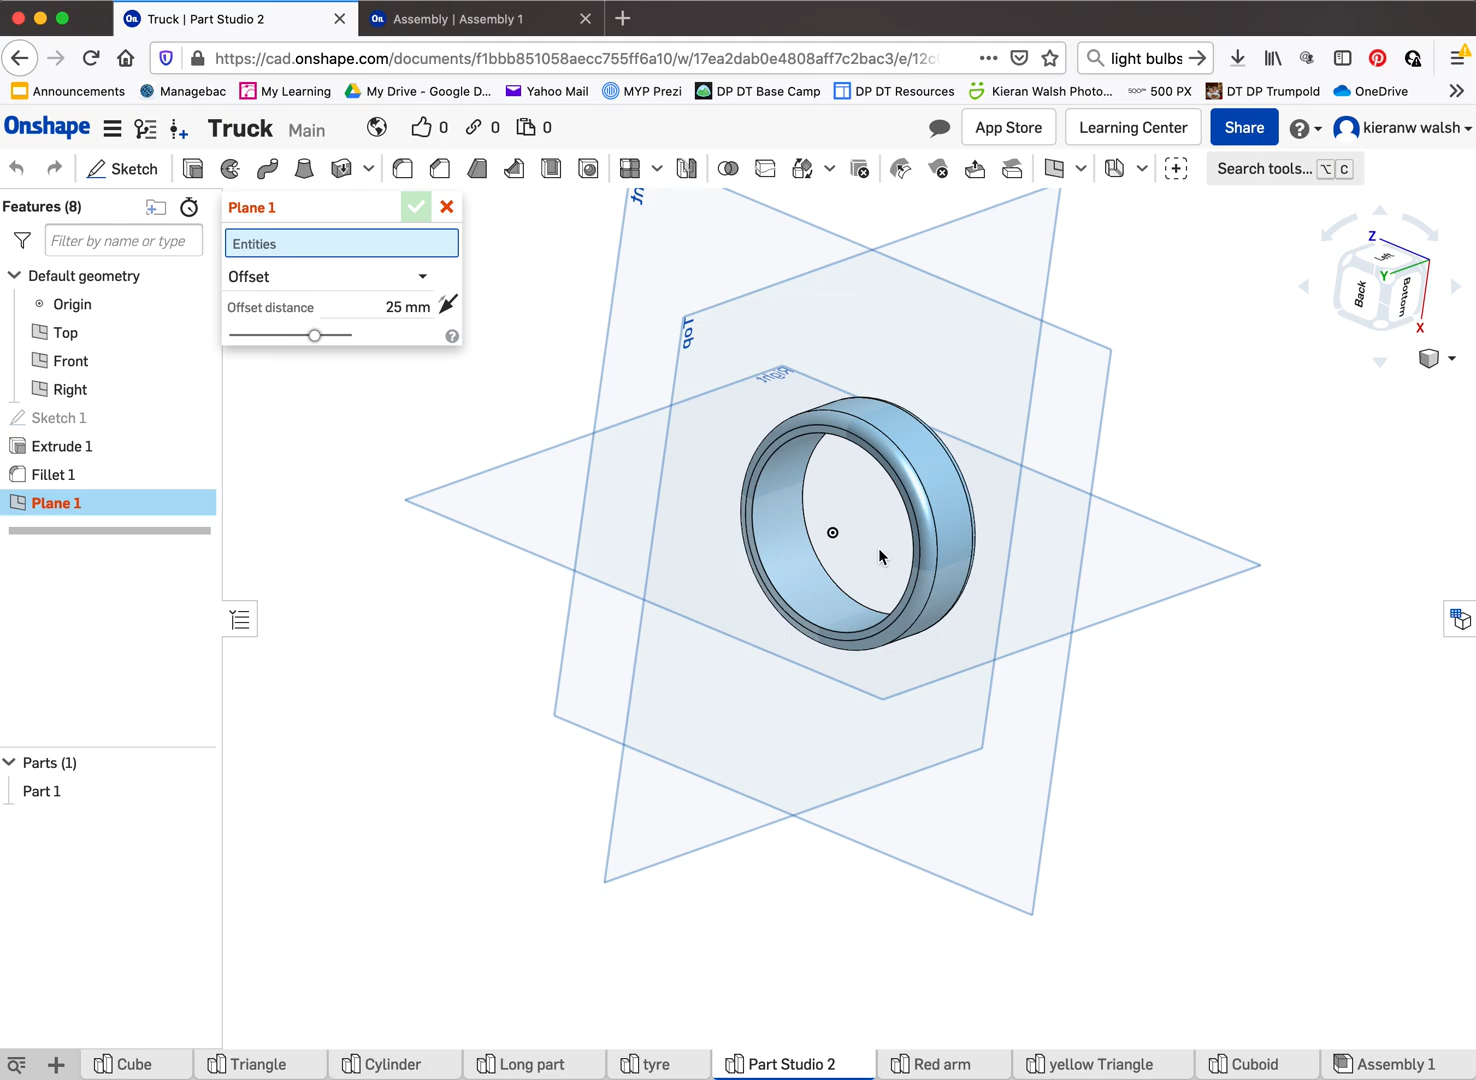 Truck | Part Studio 2
Assembly | Assembly 1
https://cad.onshape.com/documents/f1bbb851058aecc755ff6a10/w/17ea2dab0e4808aff7c2bac3/e/12c
light bulbs
Announcements
Managebac
My Learning
My Drive - Google D...
Yahoo Mail
MYP Prezi
DP DT Base Camp
DP DT Resources
Kieran Walsh Photo...
500 PX
DT DP Trumpold
OneDrive
Onshape
Truck Main
0
0
0
App Store
Learning Center
Share
kieranw walsh
Sketch
Search tools... ⌥ C
Features (8)
Filter by name or type
Default geometry
Origin
Top
Front
Right
Sketch 1
Extrude 1
Fillet 1
Plane 1
Plane 1
Entities
Offset
Offset distance 25 mm
Top
Right
Z
Left
Y
Back
Bottom
X
Parts (1)
Part 1
Cube
Triangle
Cylinder
Long part
tyre
Part Studio 2
Red arm
yellow Triangle
Cuboid
Assembly 1